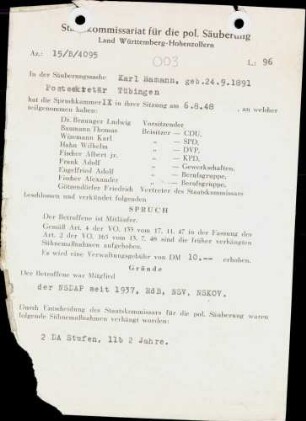 Staatskommissariat für die pol. Säuberung
Land Württemberg-Hohenzollern
Az.: 15/B/4095 003 L.: 96
In der Säuberungssache Karl Hamann, geb.24.9.1891
Postsekretär Tübingen
hat die Spruchkammer IX in ihrer Sitzung am 6.8.48 , an welcher
teilgenommen haben:
Dr. Ludwig Vorsitzender
Baumann Thomas Beisitzer — CDU,
Wizemann Karl „ — SPD,
Hahn Wilhelm „ — DVP,
Fischer Albert jr. „ — KPD,
Frank Adolf „ — Gewerkschaften,
Engelfried Adolf „ — Berufsgruppe,
Fischer Alexander „ — Berufsgruppe,
Friedrich Vertreter des Staatskommissars
beschlossen und verkündet folgenden
SPRUCH
Der Betroffene ist Mitläufer.
Gemäß Art. 4 der VO. 133 vom 17. 11. 47 in der Fassung der
Art. 2 der VO. 165 vom 13. 7. 48 sind die früher verhängten
Sühnemaßnahmen aufgehoben.
Es wird eine Verwaltungsgebühr von DM 10.-- erhoben.
Gründe
Der Betroffene war Mitglied
der NSDAP seit 1937, RdB, NSV, NSKOV.
Durch Entscheidung des Staatskommissars für die pol. Säuberung waren
folgende Sühnemaßnahmen verhängt worden:
2 DA Stufen, 11b 2 Jahre.